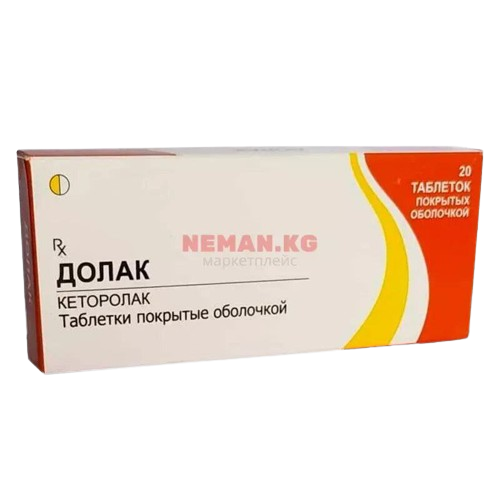 20
ТАБЛЕТОК
ПОКРЫТЫХ
ОБОЛОЧКОЙ
Rx
NEMAN.KG
маркетплейс
ДОЛАК
КЕТОРОЛАК
Таблетки покрытые оболочкой